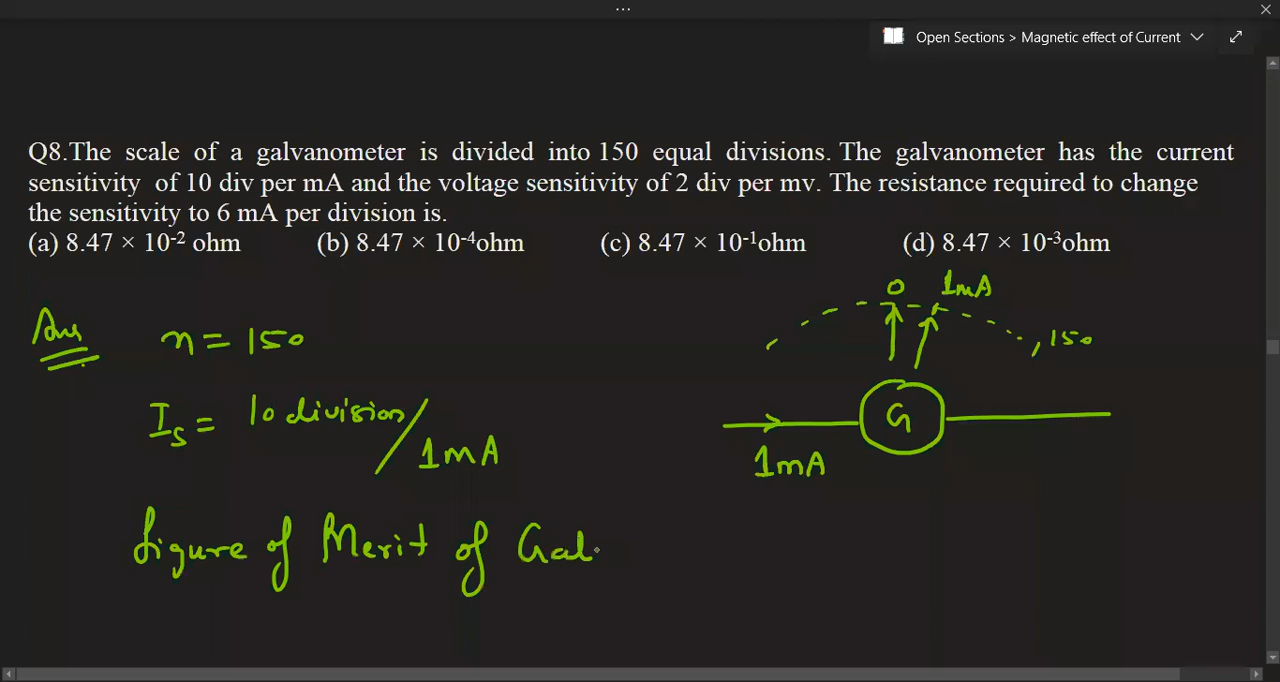 Open Sections > Magnetic effect of Current
Q8.The scale of a galvanometer is divided into 150 equal divisions. The galvanometer has the current
sensitivity of 10 div per mA and the voltage sensitivity of 2 div per mv. The resistance required to change
the sensitivity to 6 mA per division is.
(a) 8.47 × 10⁻² ohm (b) 8.47 × 10⁻⁴ohm (c) 8.47 × 10⁻¹ohm (d) 8.47 × 10⁻³ohm
0 1mA
Ans n = 150
, 150
I_s = 10 division / 1mA
G
1mA
figure of Merit of Gal